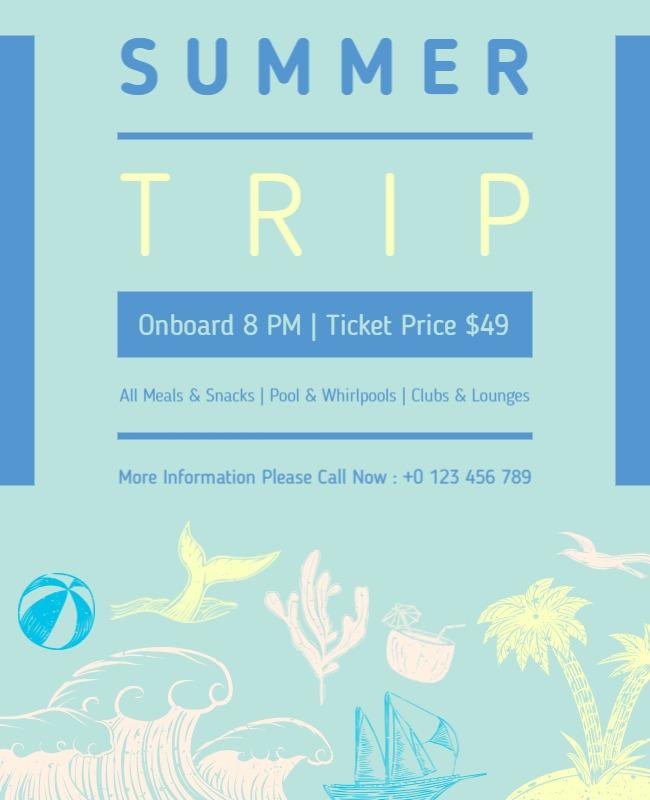 SUMMER
TRIP
Onboard 8 PM | Ticket Price $49
All Meals & Snacks | Pool & Whirlpools | Clubs & Lounges
More Information Please Call Now : +0 123 456 789